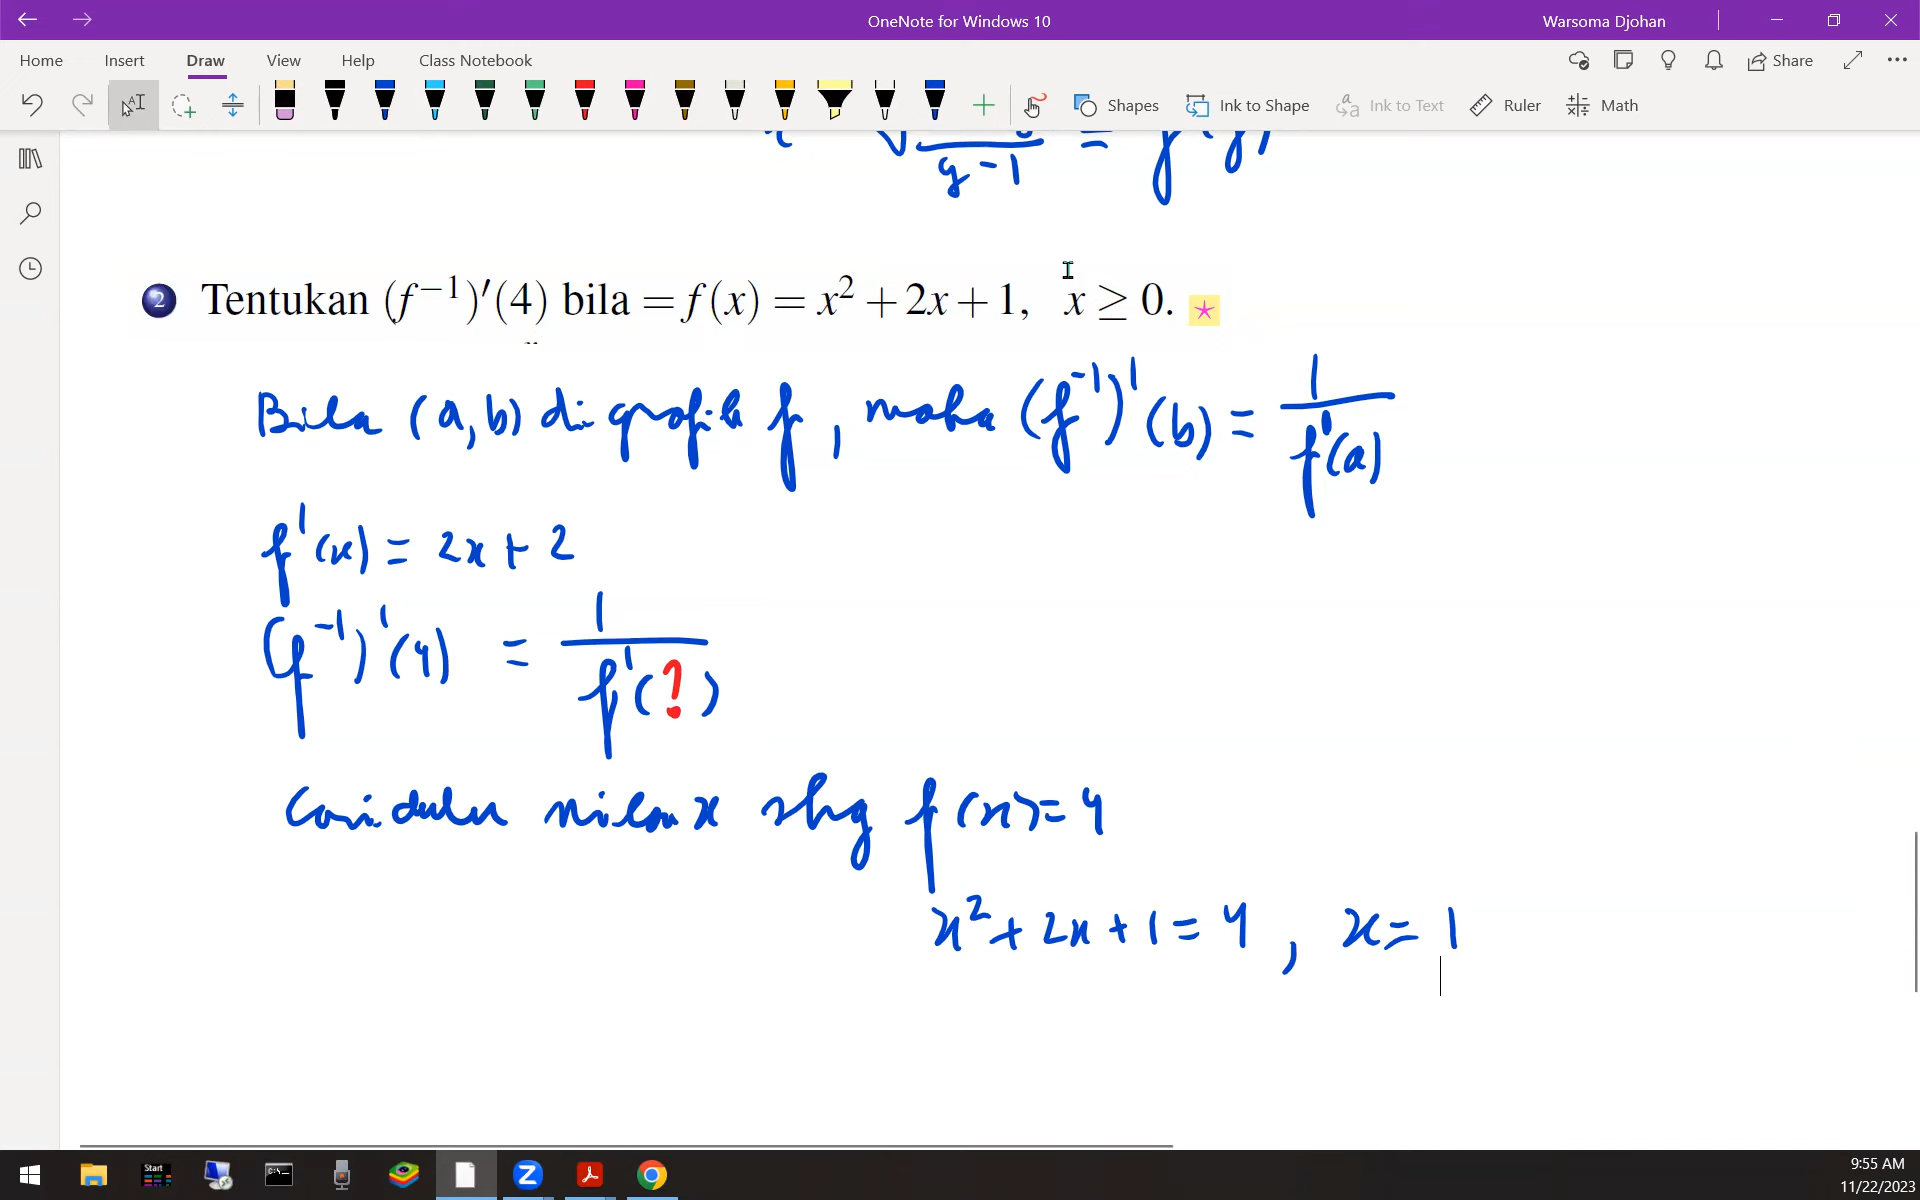 OneNote for Windows 10
Warsoma Djohan
Home Insert Draw View Help Class Notebook
Share
Shapes Ink to Shape Ink to Text Ruler Math
y-1
2 Tentukan (f⁻¹)′(4) bila = f(x) = x² + 2x + 1, x ≥ 0.
Bila (a,b) di grafik f, maka (f⁻¹)'(b) = 1/f'(a)
f'(x) = 2x + 2
(f⁻¹)'(4) = 1/f'(?)
Cari dulu nilai x shg f(x)=4
x² + 2x + 1 = 4, x = 1
Start
9:55 AM
11/22/2023